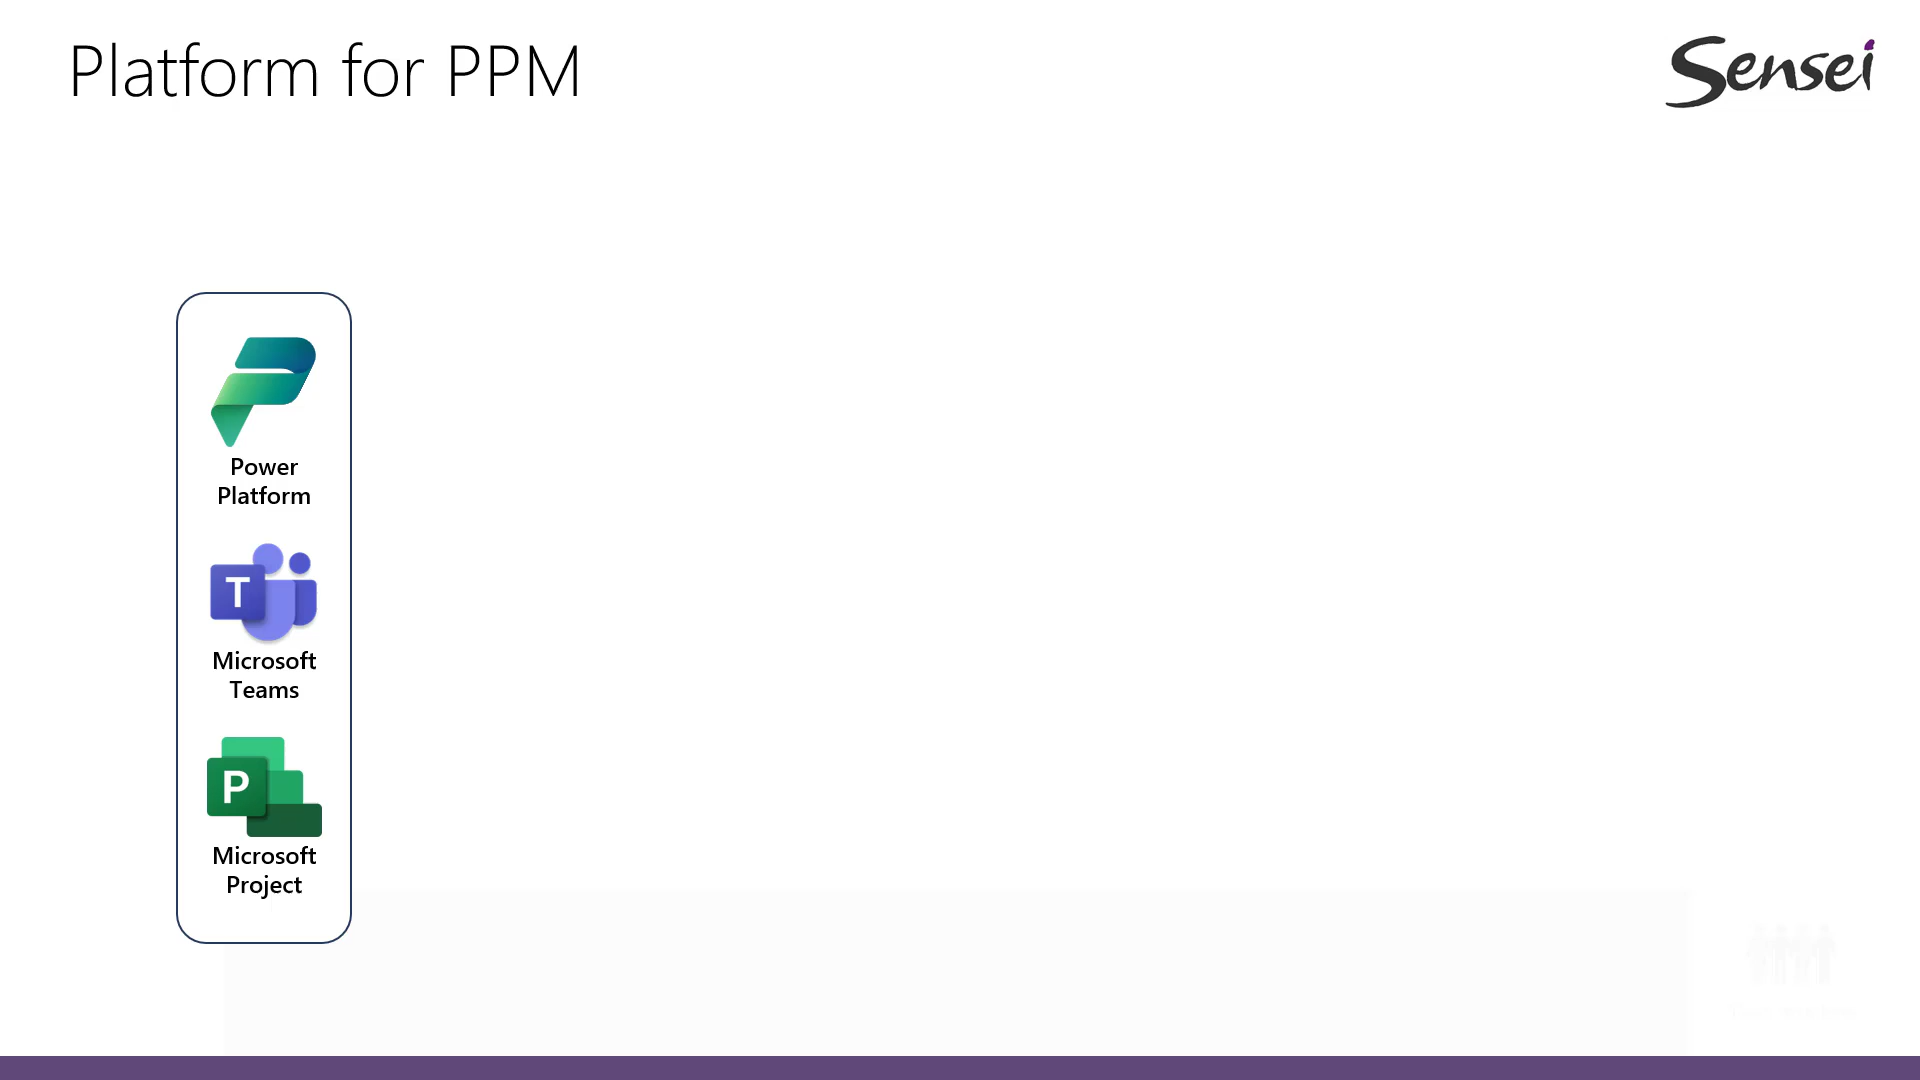 Platform for PPM
Sensei
Power
Platform
T
Microsoft
Teams
P
Microsoft
Project